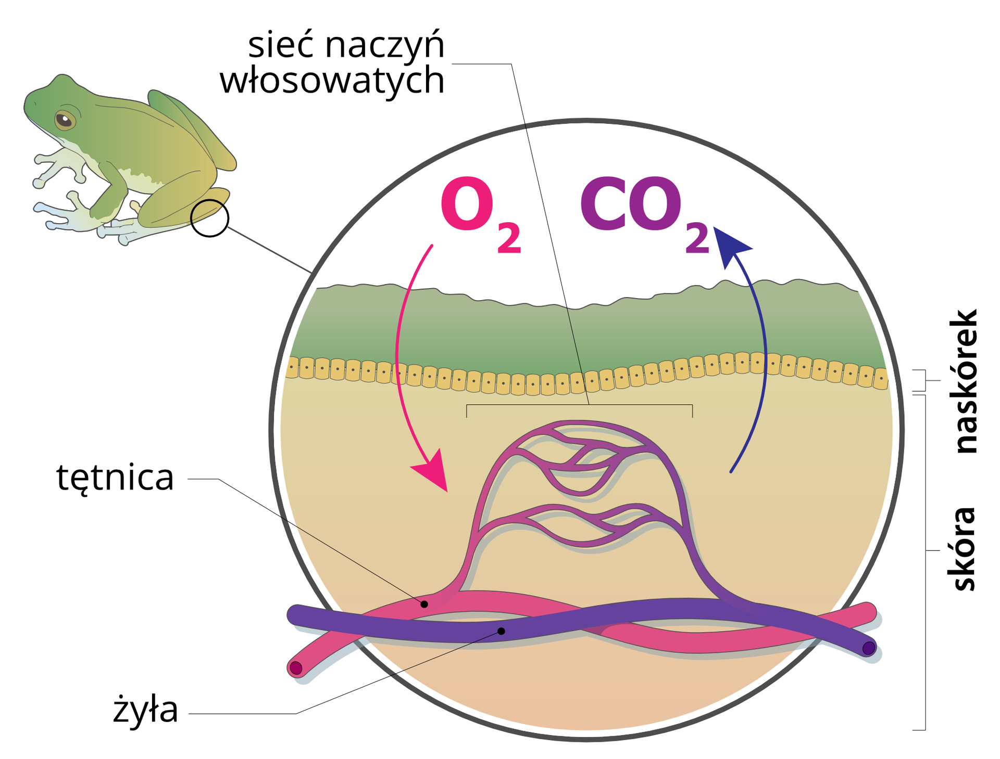 sieć naczyń
włosowatych
O₂
CO₂
naskórek
tętnica
skóra
żyła